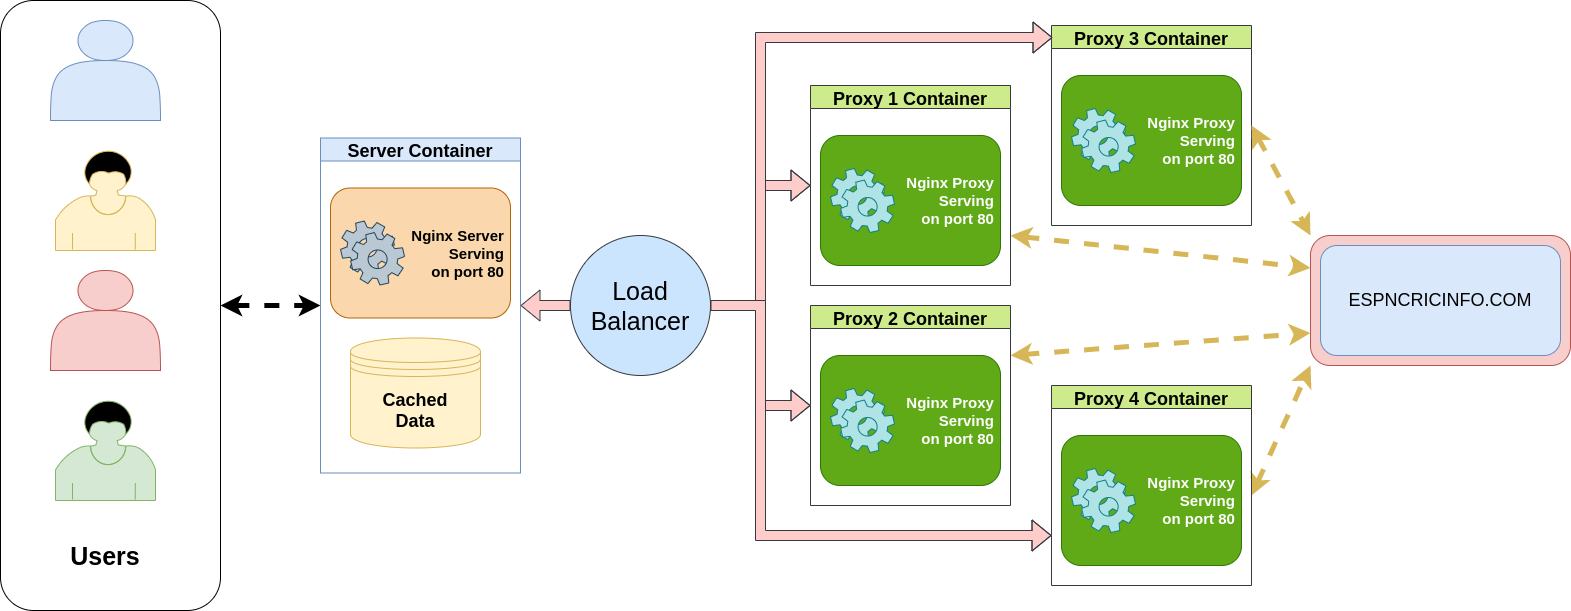 Users
Server Container
Nginx Server
Serving
on port 80
Cached
Data
Load
Balancer
Proxy 1 Container
Nginx Proxy
Serving
on port 80
Proxy 2 Container
Nginx Proxy
Serving
on port 80
Proxy 3 Container
Nginx Proxy
Serving
on port 80
Proxy 4 Container
Nginx Proxy
Serving
on port 80
ESPNCRICINFO.COM